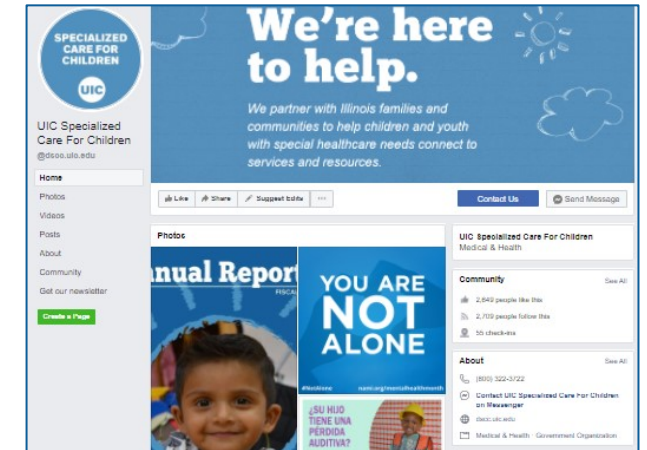 SPECIALIZED
CARE FOR
CHILDREN
UIC
UIC Specialized
Care For Children
@dscc.uic.edu
Home
Photos
Videos
Posts
About
Community
Get our newsletter
Create a Page
We're here
to help.
We partner with Illinois families and
communities to help children and youth
with special healthcare needs connect to
services and resources.
Like Share Suggest Edits ...
Contact Us Send Message
Photos
nual Report
FISCAL
YOU ARE
NOT
ALONE
#NotAlone nami.org/mentalhealthmonth
¿SU HIJO
TIENE UNA
PÉRDIDA
AUDITIVA?
UIC Specialized Care For Children
Medical & Health
Community See All
2,649 people like this
2,709 people follow this
55 check-ins
About See All
(800) 322-3722
Contact UIC Specialized Care For Children
on Messenger
dscc.uic.edu
Medical & Health · Government Organization